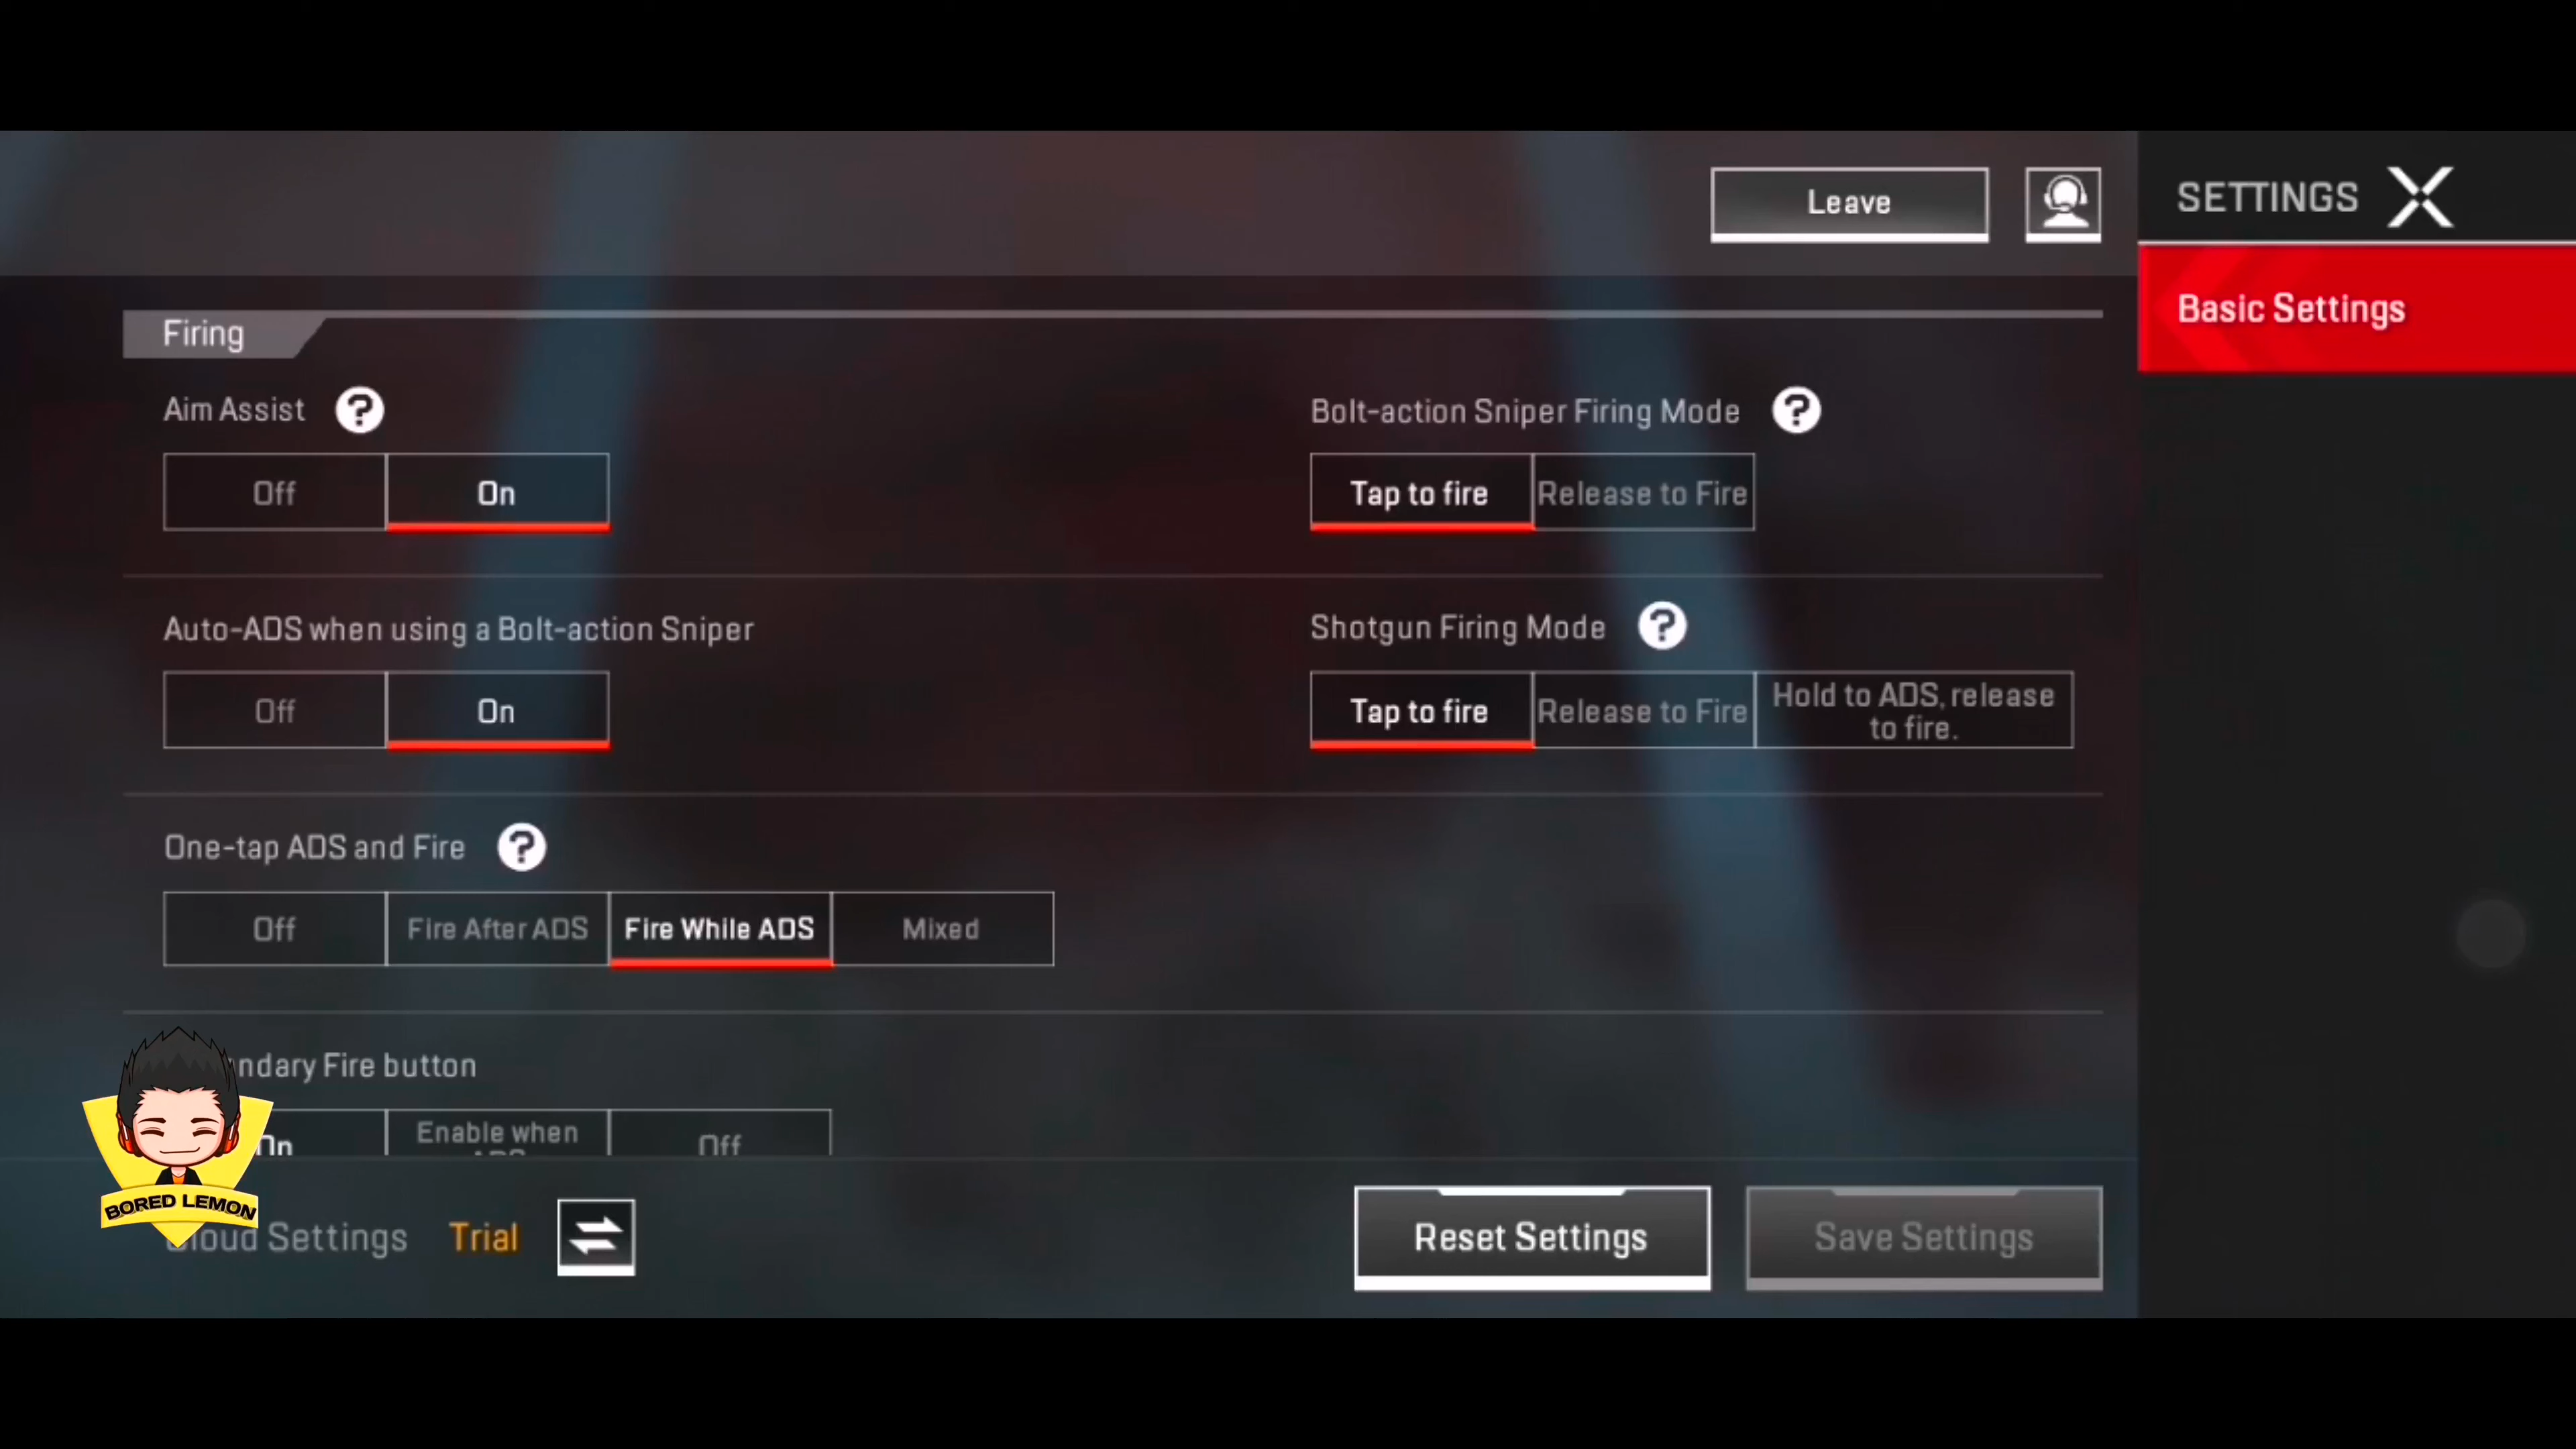 Leave
SETTINGS
Basic Settings
Firing
Aim Assist ?
Bolt-action Sniper Firing Mode ?
Off On
Tap to fire Release to Fire
Auto-ADS when using a Bolt-action Sniper
Shotgun Firing Mode ?
Off On
Tap to fire Release to Fire Hold to ADS, release
to fire.
One-tap ADS and Fire ?
Off Fire After ADS Fire While ADS Mixed
Fire button
On Enable when Off
ADS
BORED LEMON
Cloud Settings Trial
Reset Settings Save Settings